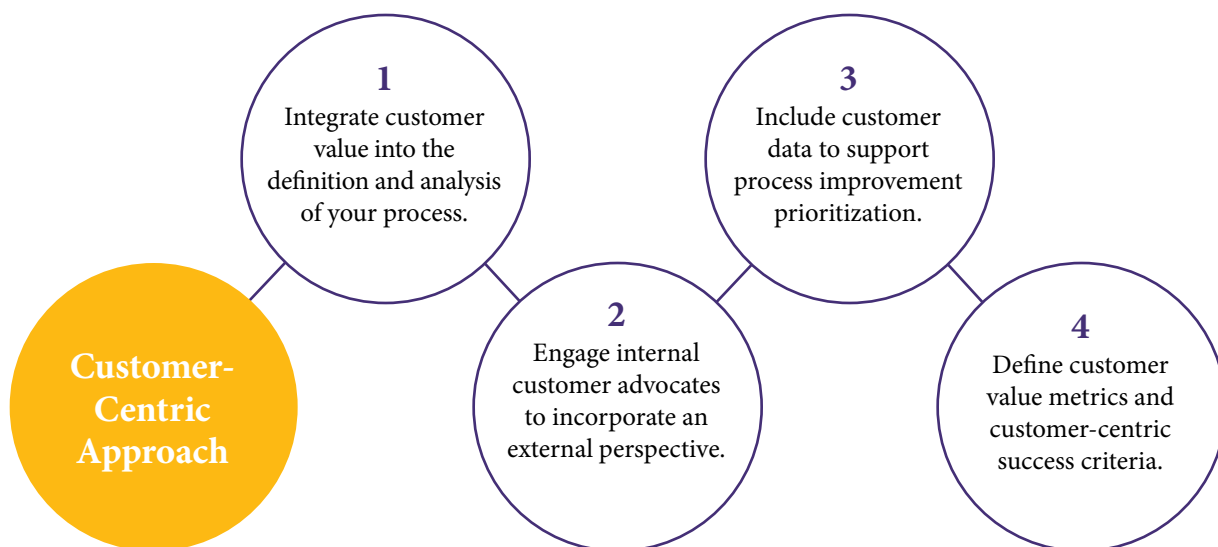 Customer-
Centric
Approach
1
Integrate customer
value into the
definition and analysis
of your process.
2
Engage internal
customer advocates
to incorporate an
external perspective.
3
Include customer
data to support
process improvement
prioritization.
4
Define customer
value metrics and
customer-centric
success criteria.